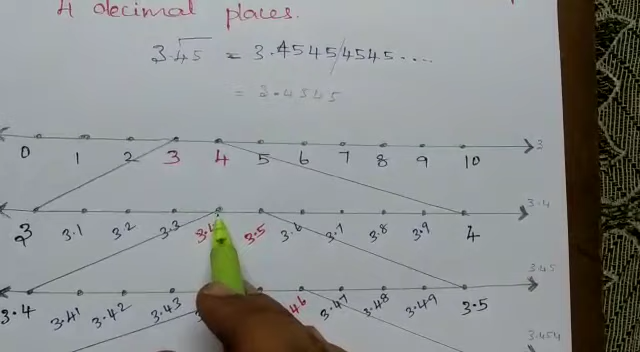 4 decimal places.
3.4̅5̅ = 3.4545/4545....
= 3.4545
0 1 2 3 4 5 6 7 8 9 10 3
3 3.1 3.2 3.3 3.5 3.6 3.7 3.8 3.9 4 3.4
3.4 3.41 3.42 3.43 3.47 3.48 3.49 3.5 3.45
3.454